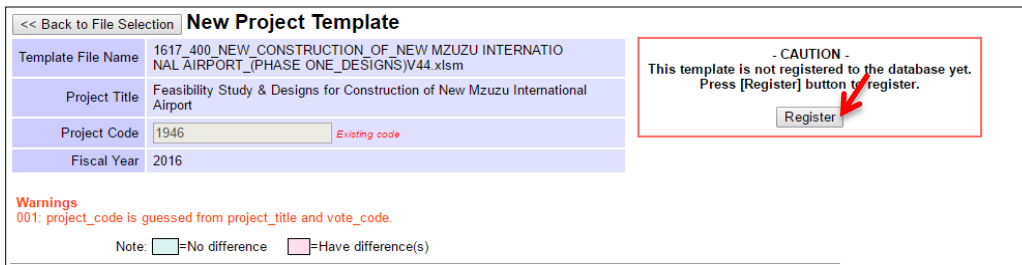 << Back to File Selection New Project Template
Template File Name 1617_400_NEW_CONSTRUCTION_OF_NEW MZUZU INTERNATIO
NAL AIRPORT_(PHASE ONE_DESIGNS)V44.xlsm
Project Title Feasibility Study & Designs for Construction of New Mzuzu International
Airport
Project Code 1946 Existing code
Fiscal Year 2016
- CAUTION -
This template is not registered to the database yet.
Press [Register] button to register.
Register
Warnings
001: project_code is guessed from project_title and vote_code.
Note: =No difference =Have difference(s)